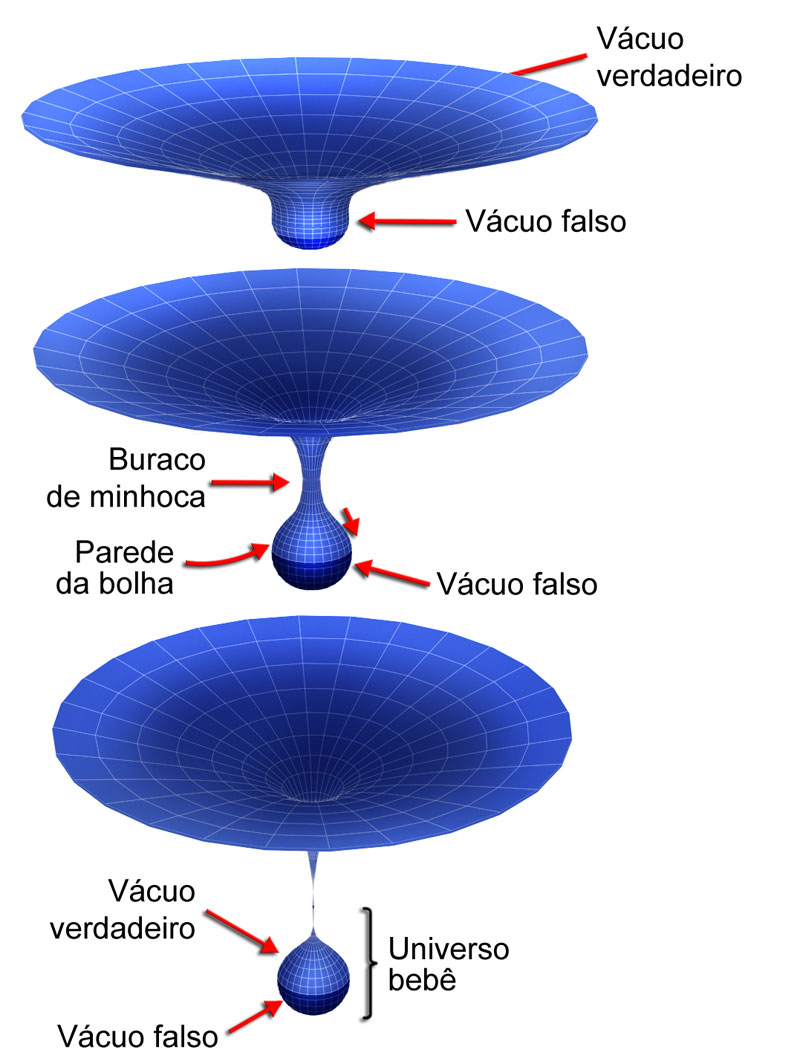 Vácuo
verdadeiro
Vácuo falso
Buraco
de minhoca
Parede
da bolha
Vácuo falso
Vácuo
verdadeiro
Universo
bebê
Vácuo falso